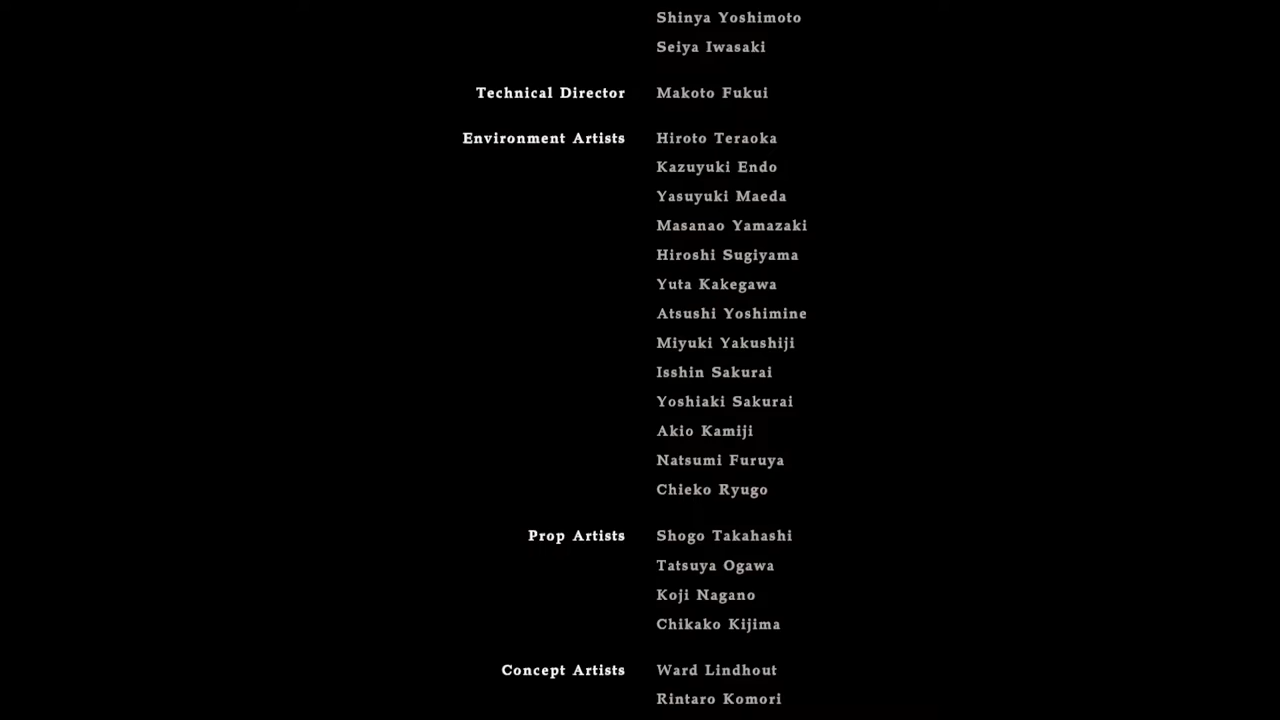 Shinya Yoshimoto
Seiya Iwasaki
Technical Director Makoto Fukui
Environment Artists Hiroto Teraoka
Kazuyuki Endo
Yasuyuki Maeda
Masanao Yamazaki
Hiroshi Sugiyama
Yuta Kakegawa
Atsushi Yoshimine
Miyuki Yakushiji
Isshin Sakurai
Yoshiaki Sakurai
Akio Kamiji
Natsumi Furuya
Chieko Ryugo
Prop Artists Shogo Takahashi
Tatsuya Ogawa
Koji Nagano
Chikako Kijima
Concept Artists Ward Lindhout
Rintaro Komori